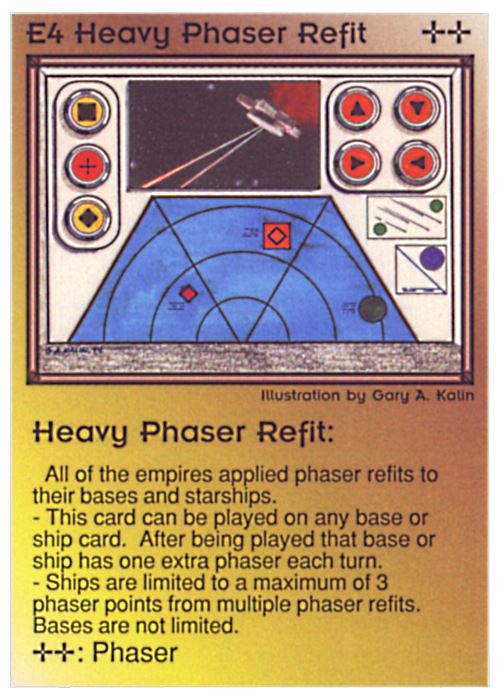 E4 Heavy Phaser Refit ✢✢
Illustration by Gary A. Kalin
Heavy Phaser Refit:
All of the empires applied phaser refits to
their bases and starships.
- This card can be played on any base or
ship card. After being played that base or
ship has one extra phaser each turn.
- Ships are limited to a maximum of 3
phaser points from multiple phaser refits.
Bases are not limited.
✢✢: Phaser